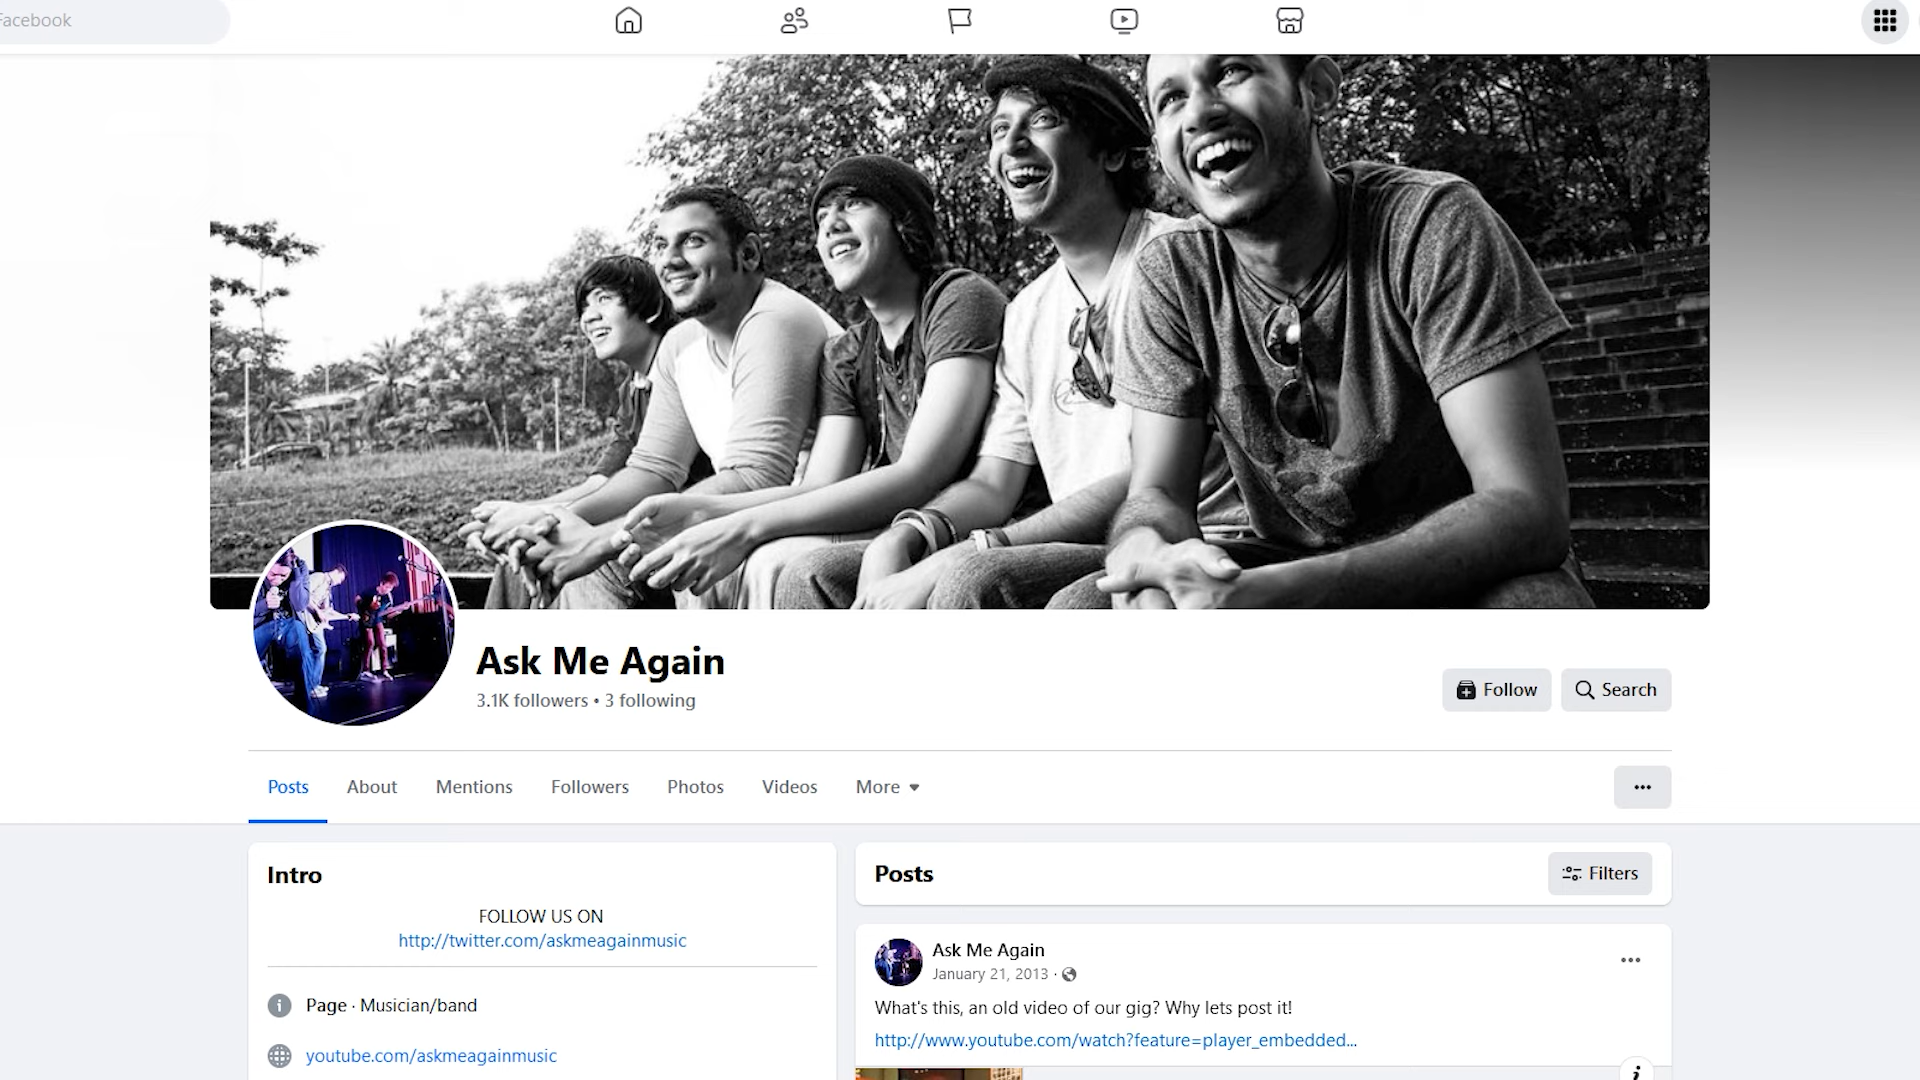 Facebook
Ask Me Again
3.1K followers • 3 following
Follow
Search
Posts
About
Mentions
Followers
Photos
Videos
More
Intro
FOLLOW US ON
http://twitter.com/askmeagainmusic
Page · Musician/band
youtube.com/askmeagainmusic
Posts
Filters
Ask Me Again
January 21, 2013 ·
What's this, an old video of our gig? Why lets post it!
http://www.youtube.com/watch?feature=player_embedded...